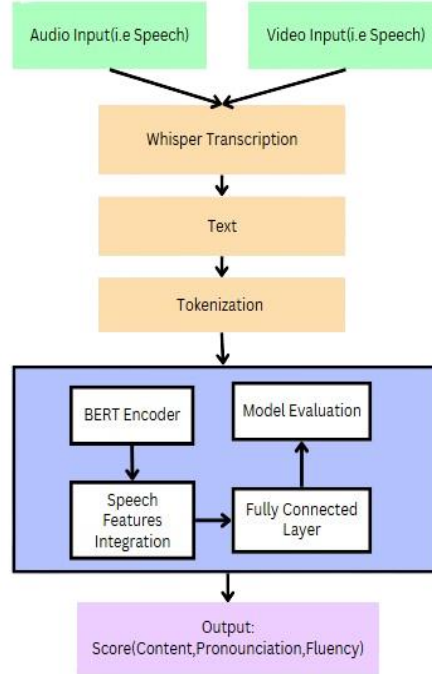 Audio Input(i.e Speech)
Video Input(i.e Speech)
Whisper Transcription
Text
Tokenization
BERT Encoder
Model Evaluation
Speech
Features
Integration
Fully Connected
Layer
Output:
Score(Content,Pronounciation,Fluency)